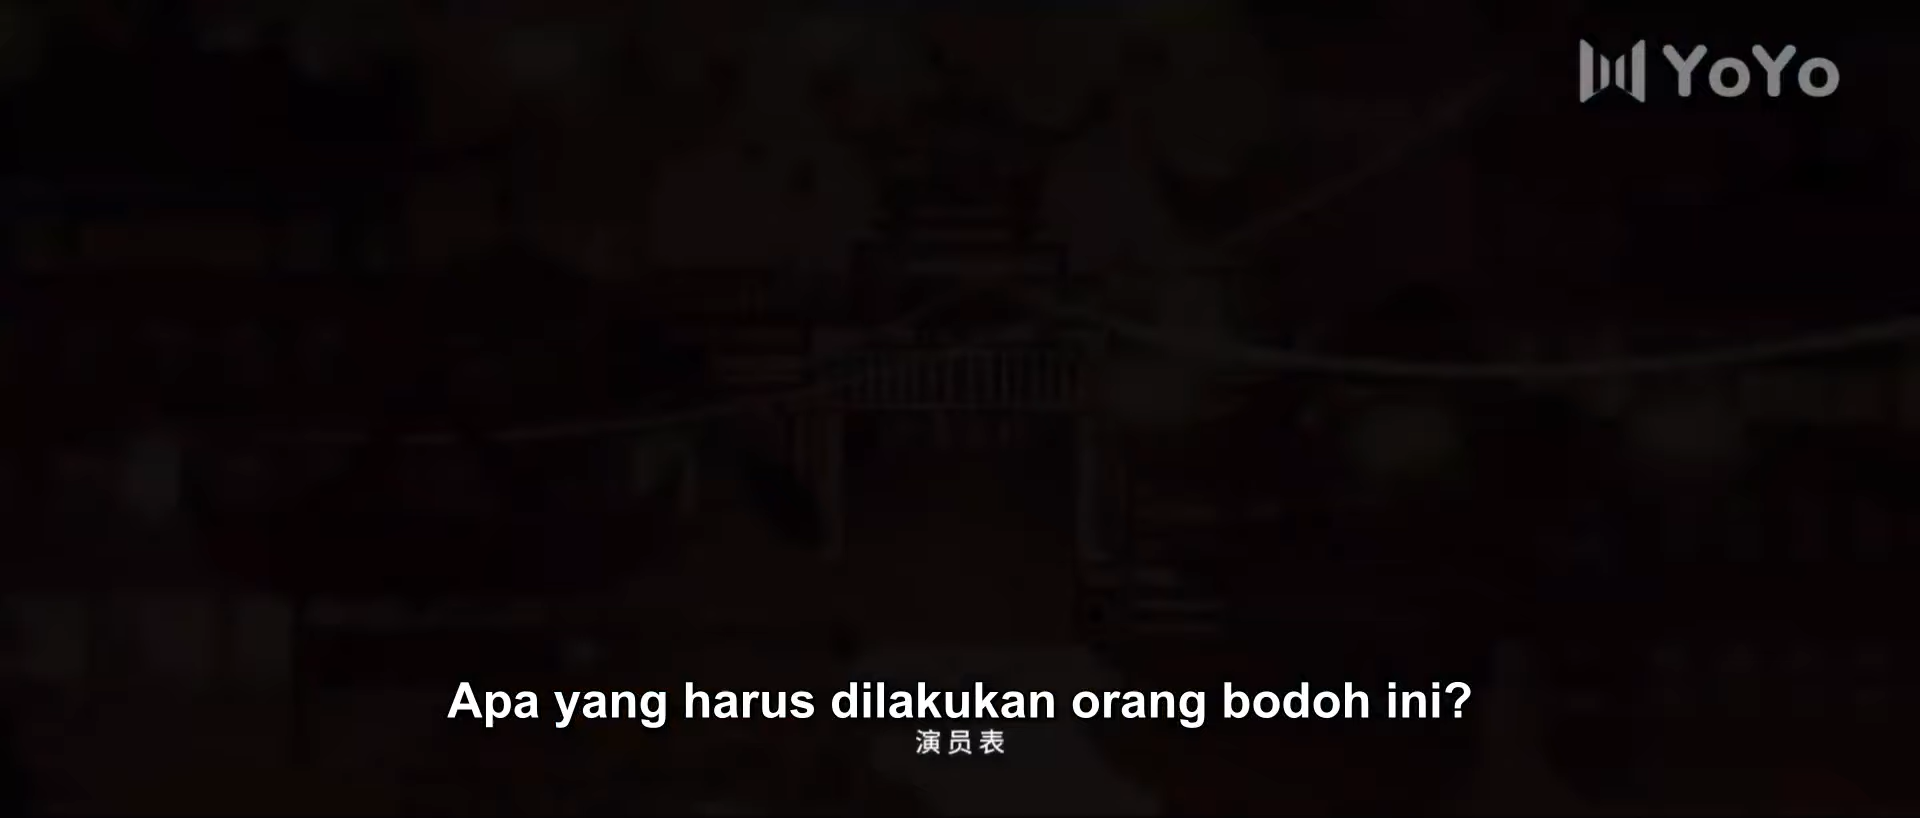 YoYo
Apa yang harus dilakukan orang bodoh ini?
演员表